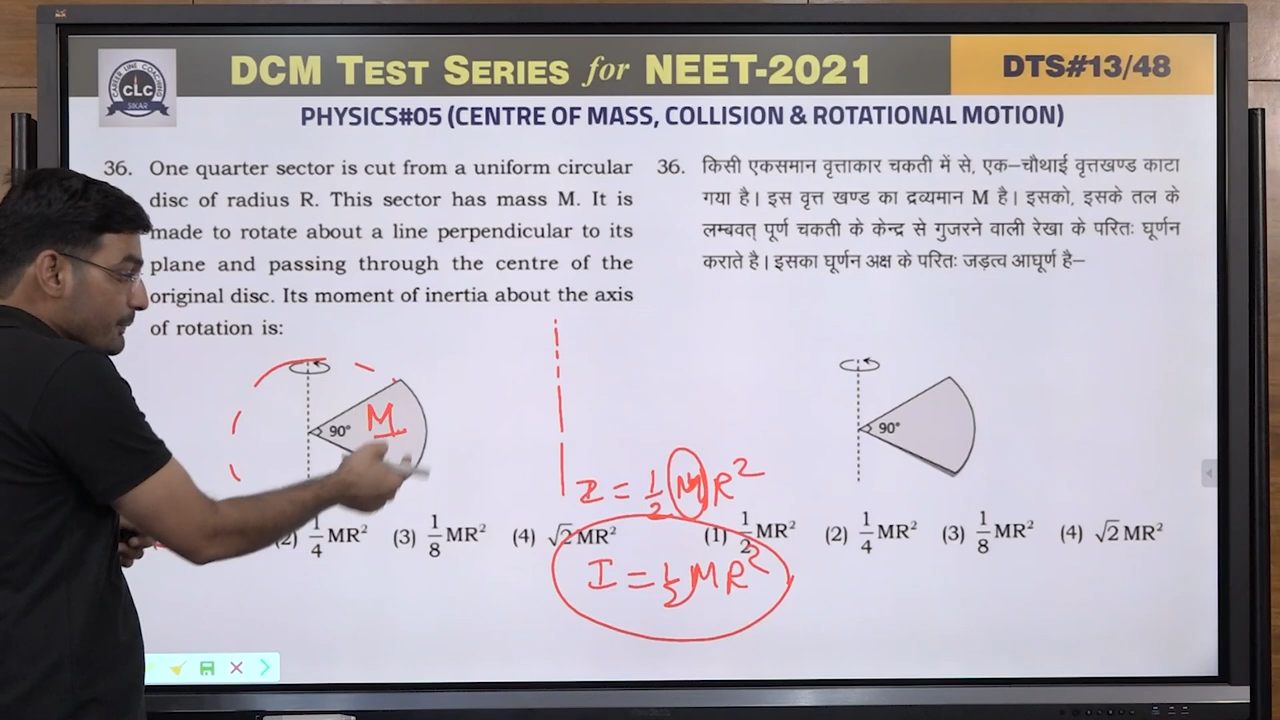 DCM TEST SERIES for NEET-2021
DTS#13/48
CAREER LINE COACHING
CLC
SIKAR
PHYSICS#05 (CENTRE OF MASS, COLLISION & ROTATIONAL MOTION)
36. One quarter sector is cut from a uniform circular
disc of radius R. This sector has mass M. It is
made to rotate about a line perpendicular to its
plane and passing through the centre of the
original disc. Its moment of inertia about the axis
of rotation is:
90°
M
(2) 1/4 MR² (3) 1/8 MR² (4) √2 MR²
36. किसी एकसमान वृत्ताकार चकती में से, एक–चौथाई वृत्तखण्ड काटा
गया है। इस वृत्त खण्ड का द्रव्यमान M है। इसको, इसके तल के
लम्बवत् पूर्ण चकती के केन्द्र से गुजरने वाली रेखा के परितः घूर्णन
कराते है। इसका घूर्णन अक्ष के परितः जड़त्व आघूर्ण है–
90°
I = 1/2 M R²
(1) 1/2 MR² (2) 1/4 MR² (3) 1/8 MR² (4) √2 MR²
I = 1/2 MR²